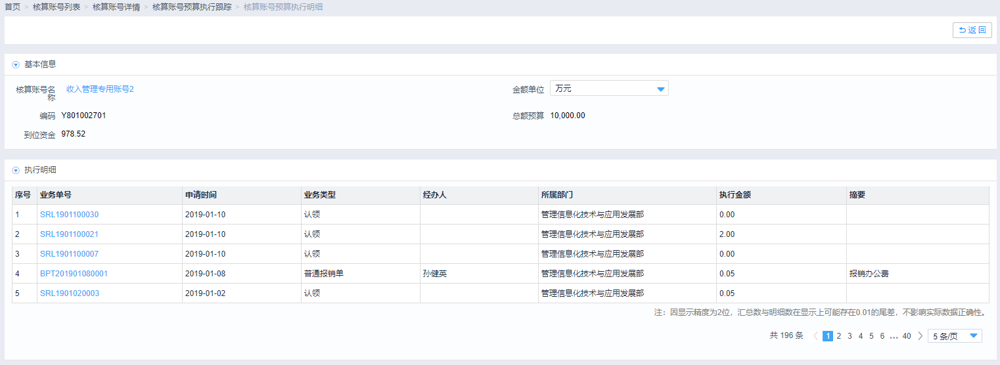 首页 > 核算账号列表 > 核算账号详情 > 核算账号预算执行跟踪 > 核算账号预算执行明细
返回
基本信息
核算账号名称 收入管理专用账号2 金额单位 万元
编码 Y801002701 总额预算 10,000.00
到位资金 978.52
执行明细
序号 业务单号 申请时间 业务类型 经办人 所属部门 执行金额 摘要
1 SRL1901100030 2019-01-10 认领 管理信息化技术与应用发展部 0.00
2 SRL1901100021 2019-01-10 认领 管理信息化技术与应用发展部 2.00
3 SRL1901100007 2019-01-10 认领 管理信息化技术与应用发展部 0.00
4 BPT201901080001 2019-01-08 普通报销单 孙健英 管理信息化技术与应用发展部 0.05 报销办公费
5 SRL1901020003 2019-01-02 认领 管理信息化技术与应用发展部 0.05
注：因显示精度为2位，汇总数与明细数在显示上可能存在0.01的尾差，不影响实际数据正确性。
共 196 条 1 2 3 4 5 6 ••• 40 5 条/页